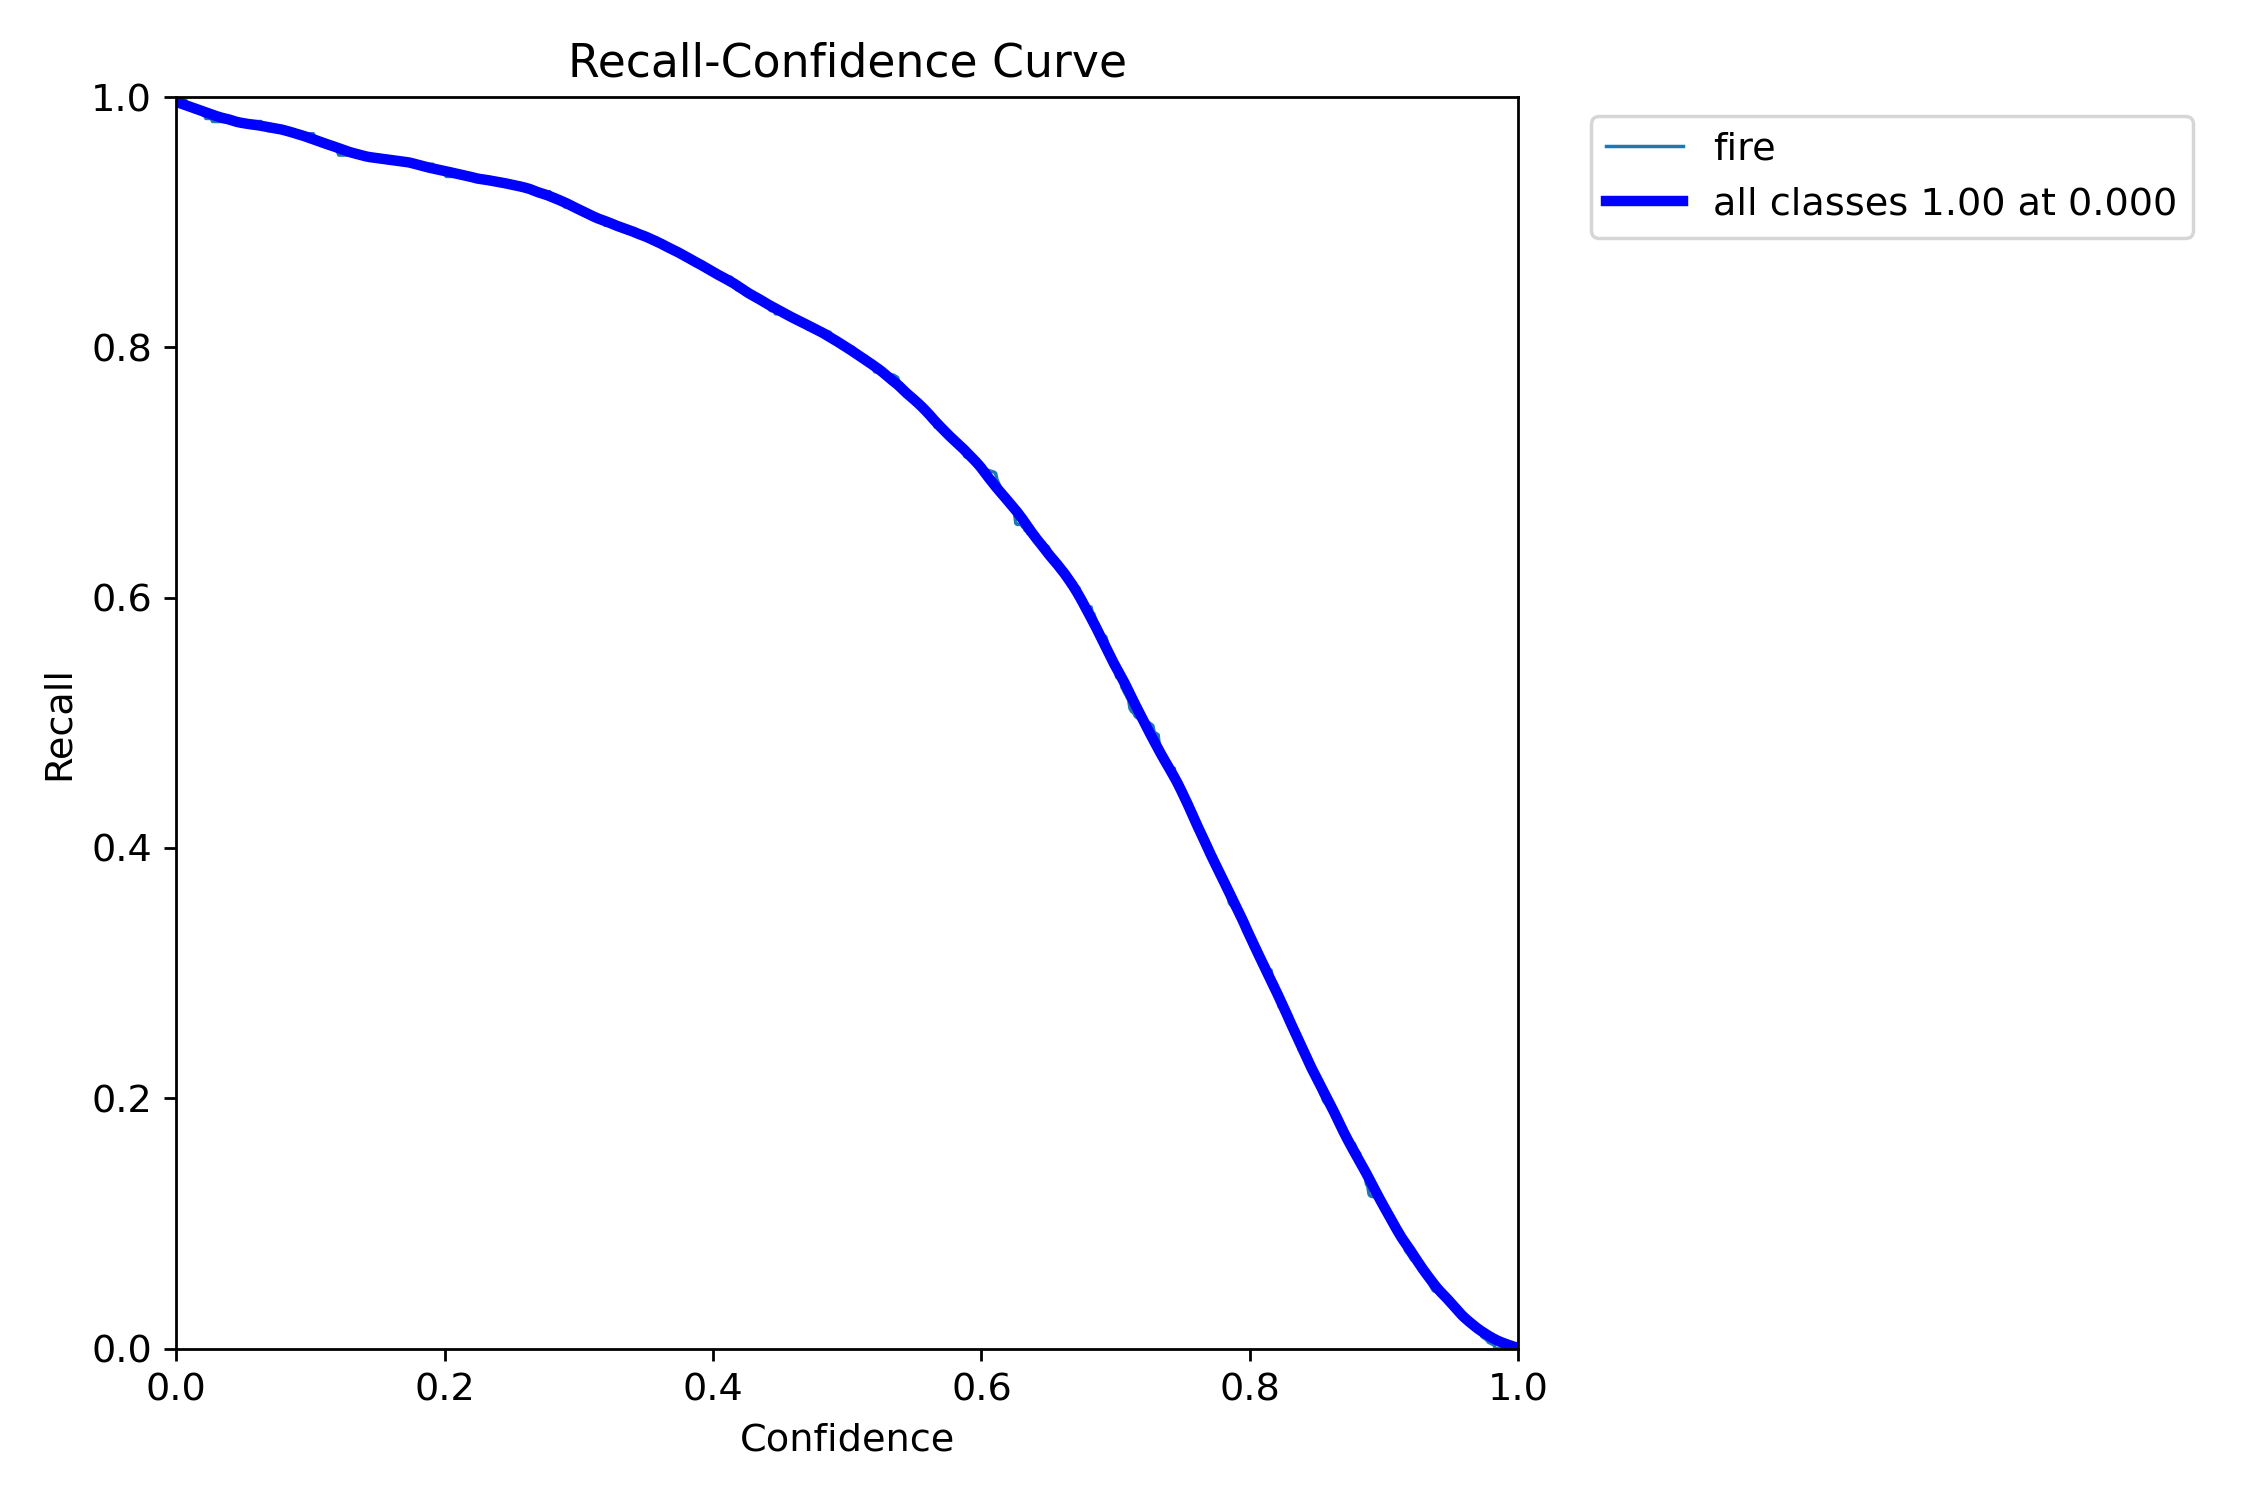 Recall-Confidence Curve
fire
all classes 1.00 at 0.000
1.0
0.8
0.6
0.4
0.2
0.0
Recall
0.0 0.2 0.4 0.6 0.8 1.0
Confidence